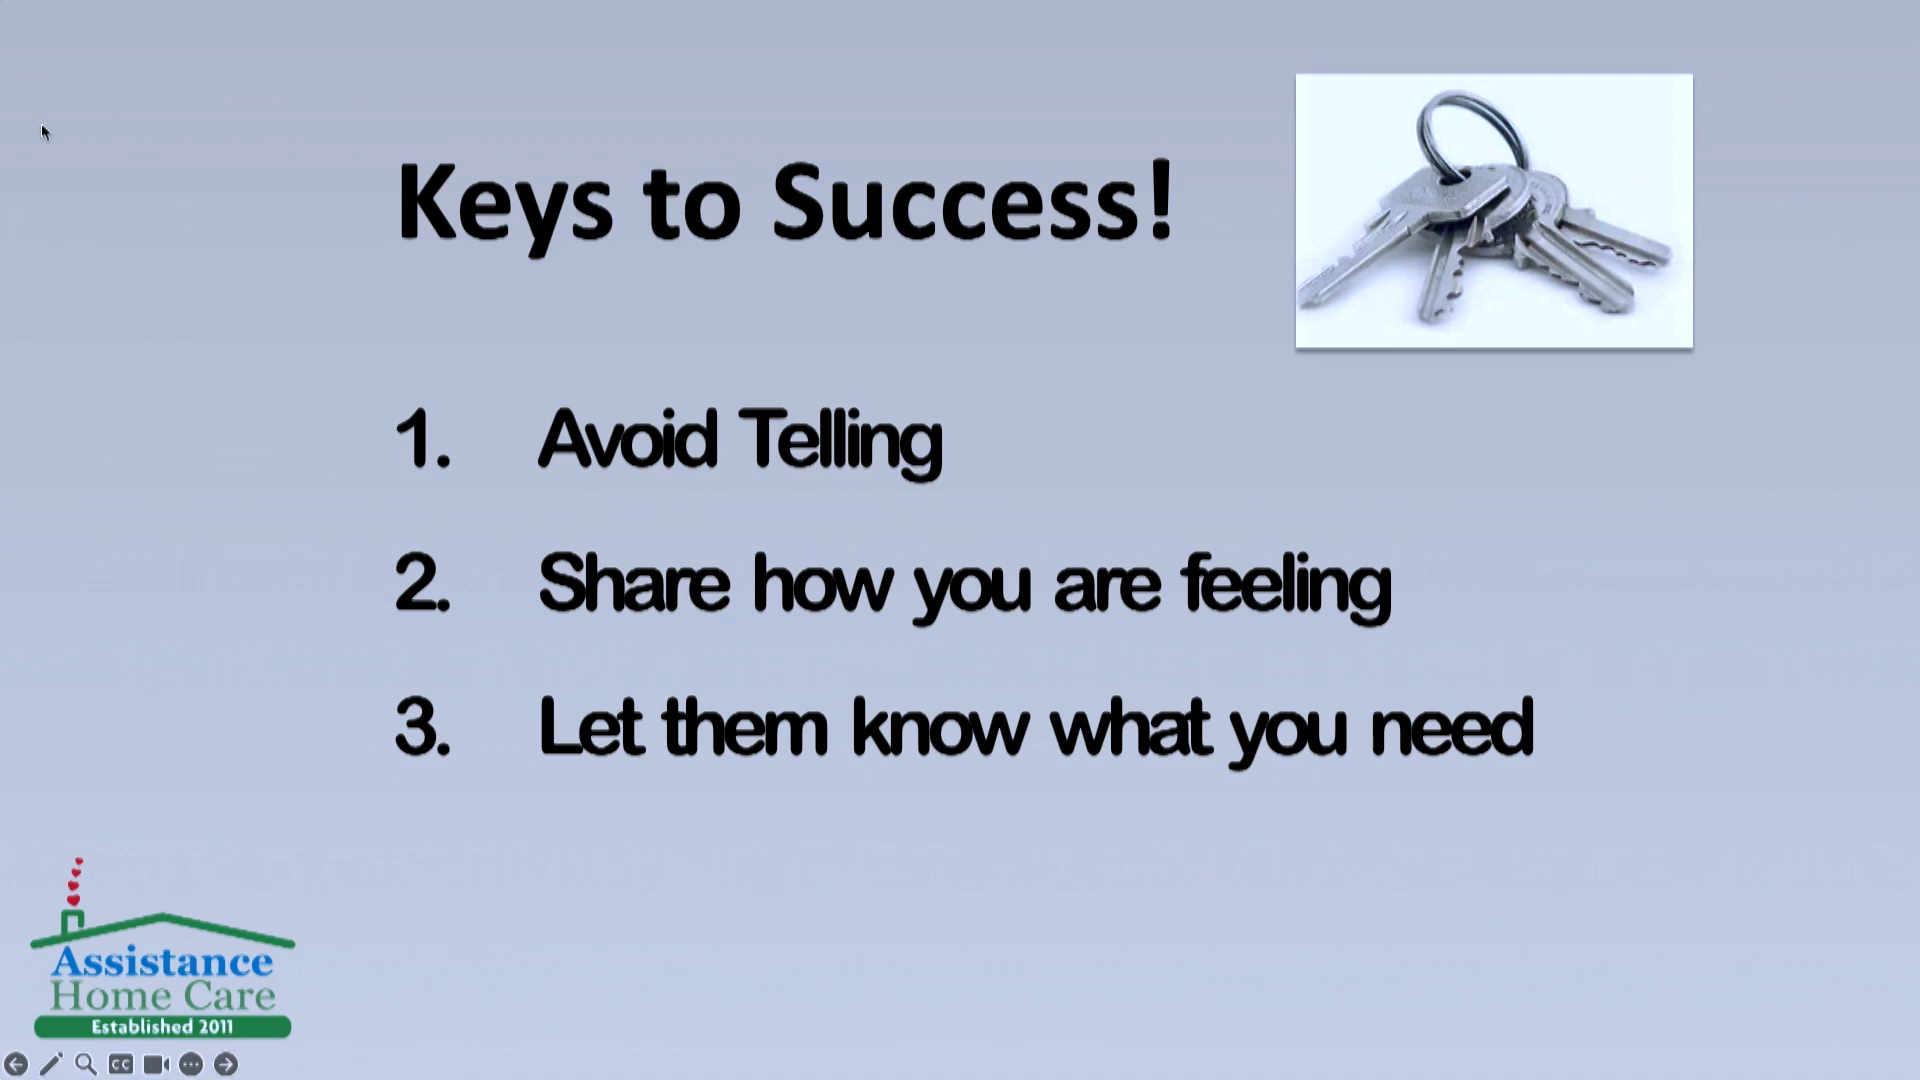 Keys to Success!
1. Avoid Telling
2. Share how you are feeling
3. Let them know what you need
Assistance
Home Care
Established 2011
CC